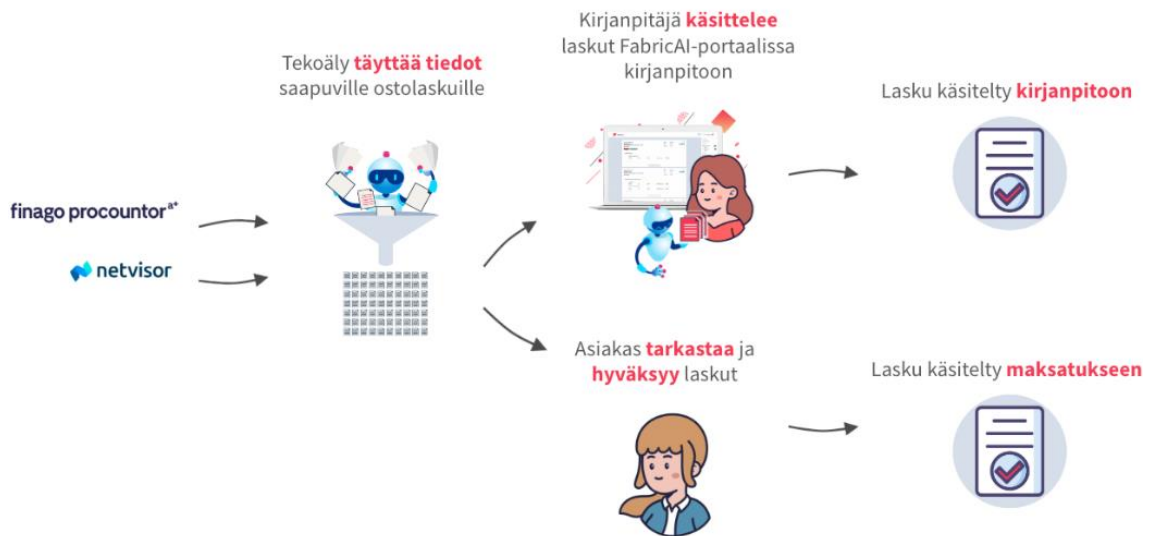 Kirjanpitäjä käsittelee
laskut FabricAI-portaalissa
kirjanpitoon
Tekoäly täyttää tiedot
saapuville ostolaskuille
Lasku käsitelty kirjanpitoon
finago procountor a+
netvisor
Asiakas tarkastaa ja
hyväksyy laskut
Lasku käsitelty maksatukseen